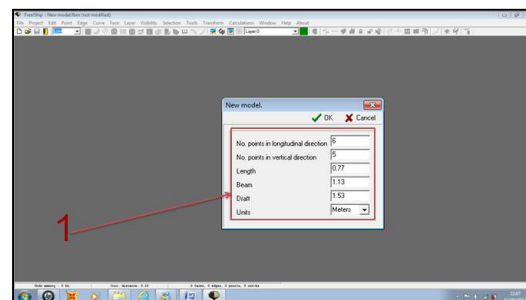 FreeShip : New model.fbm (not modified)
File Project Edit Point Edge Curve Face Layer Visibility Selection Tools Transform Calculations Window Help About
Layer 0
New model.
OK Cancel
No. points in longitudinal direction 6
No. points in vertical direction 5
Length 0.77
Beam 1.13
Draft 1.53
Units Meters
1